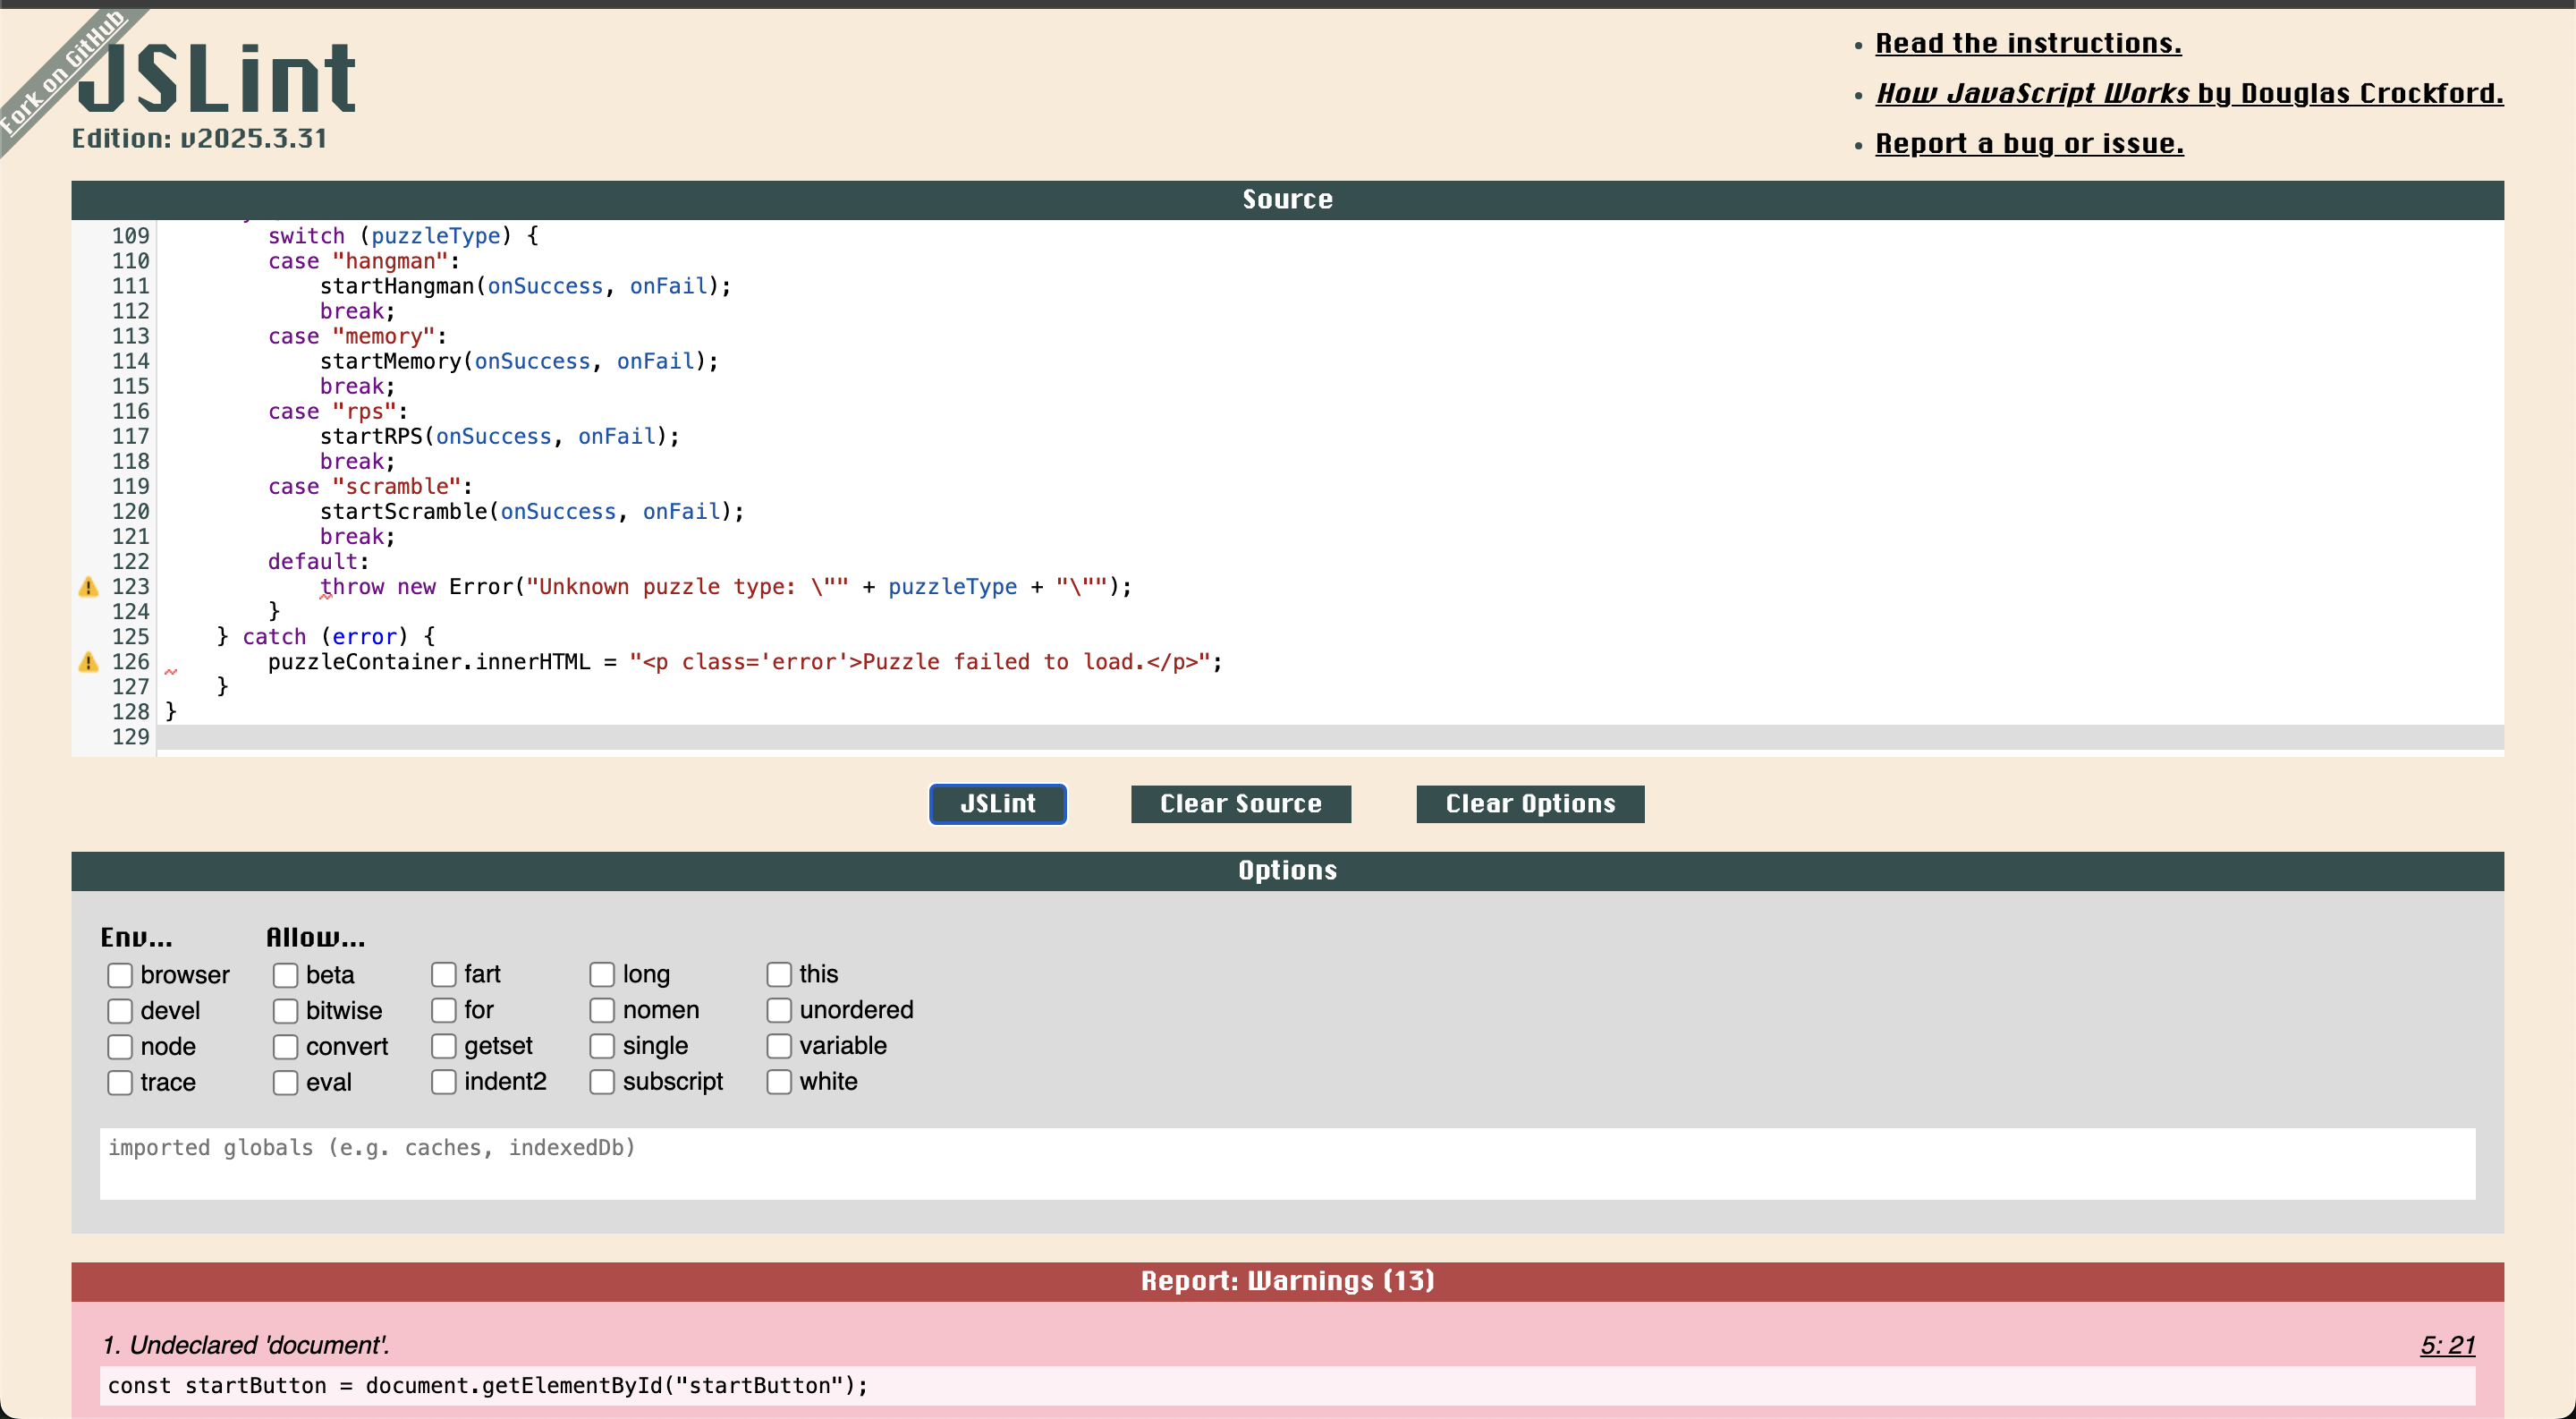 Fork on GitHub
JSLint
Edition: v2025.3.31
Read the instructions.
How JavaScript Works by Douglas Crockford.
Report a bug or issue.
Source
109 switch (puzzleType) {
110 case "hangman":
111 startHangman(onSuccess, onFail);
112 break;
113 case "memory":
114 startMemory(onSuccess, onFail);
115 break;
116 case "rps":
117 startRPS(onSuccess, onFail);
118 break;
119 case "scramble":
120 startScramble(onSuccess, onFail);
121 break;
122 default:
123 throw new Error("Unknown puzzle type: \"" + puzzleType + "\"");
124 }
125 } catch (error) {
126 puzzleContainer.innerHTML = "<p class='error'>Puzzle failed to load.</p>";
127 }
128 }
129
JSLint Clear Source Clear Options
Options
Env... Allow...
browser beta fart long this
devel bitwise for nomen unordered
node convert getset single variable
trace eval indent2 subscript white
imported globals (e.g. caches, indexedDb)
Report: Warnings (13)
1. Undeclared 'document'. 5: 21
const startButton = document.getElementById("startButton");